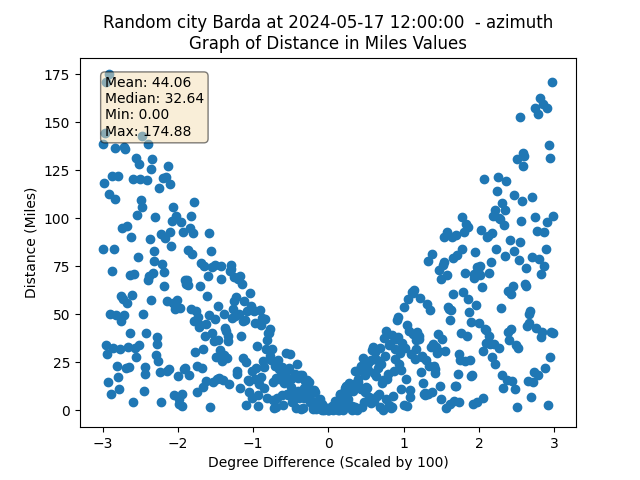 Random city Barda at 2024-05-17 12:00:00  - azimuth
Graph of Distance in Miles Values
Mean: 44.06
Median: 32.64
Min: 0.00
Max: 174.88
175
150
125
100
75
50
25
0
Distance (Miles)
−3
−2
−1
0
1
2
3
Degree Difference (Scaled by 100)